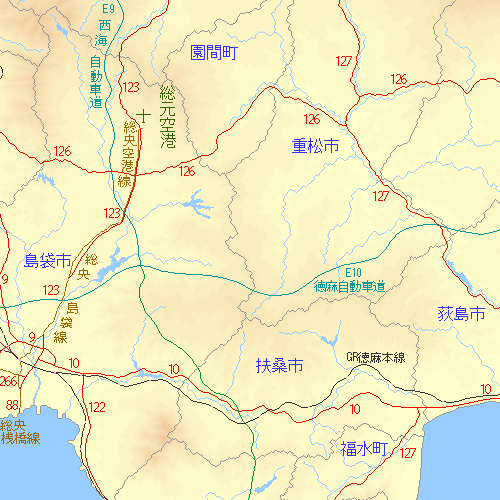 E9
西海
自動車道
園間町
127
126
123
総元空港
126
重松市
総央空港線
126
126
127
123
島袋市
総央
島袋線
E10
徳麻自動車道
9
123
荻島市
9
GR徳麻本線
10
扶桑市
10
266
10
88
122
10
総央
桟橋線
福水町
127